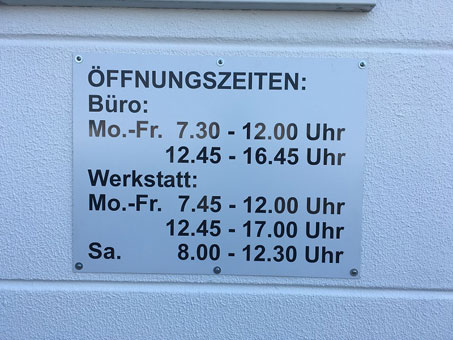 ÖFFNUNGSZEITEN:
Büro:
Mo.-Fr. 7.30 - 12.00 Uhr
12.45 - 16.45 Uhr
Werkstatt:
Mo.-Fr. 7.45 - 12.00 Uhr
12.45 - 17.00 Uhr
Sa. 8.00 - 12.30 Uhr